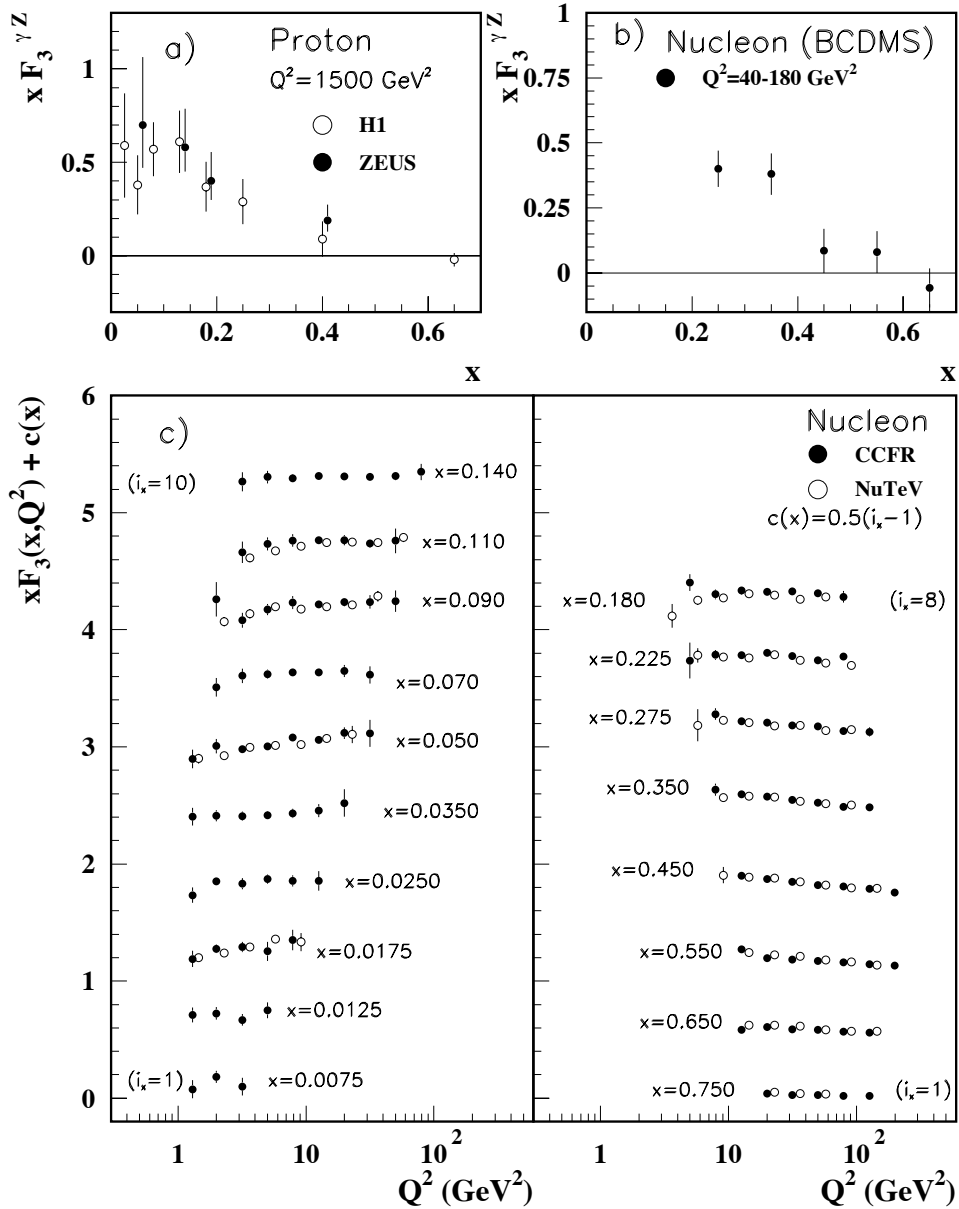 a)
Proton
Q²=1500 GeV²
H1
ZEUS
x F₃ ᵞ ᶻ
1
0.5
0
0 0.2 0.4 0.6
x
b) Nucleon (BCDMS)
Q²=40-180 GeV²
x F₃ ᵞ ᶻ
1
0.75
0.5
0.25
0
0 0.2 0.4 0.6
x
xF₃(x,Q²) + c(x)
6
5
4
3
2
1
0
c)
(iₓ=10)
x=0.140
x=0.110
x=0.090
x=0.070
x=0.050
x=0.0350
x=0.0250
x=0.0175
x=0.0125
(iₓ=1)
x=0.0075
1 10 10²
Q² (GeV²)
Nucleon
CCFR
NuTeV
c(x)=0.5(iₓ−1)
x=0.180
(iₓ=8)
x=0.225
x=0.275
x=0.350
x=0.450
x=0.550
x=0.650
x=0.750
(iₓ=1)
1 10 10²
Q² (GeV²)